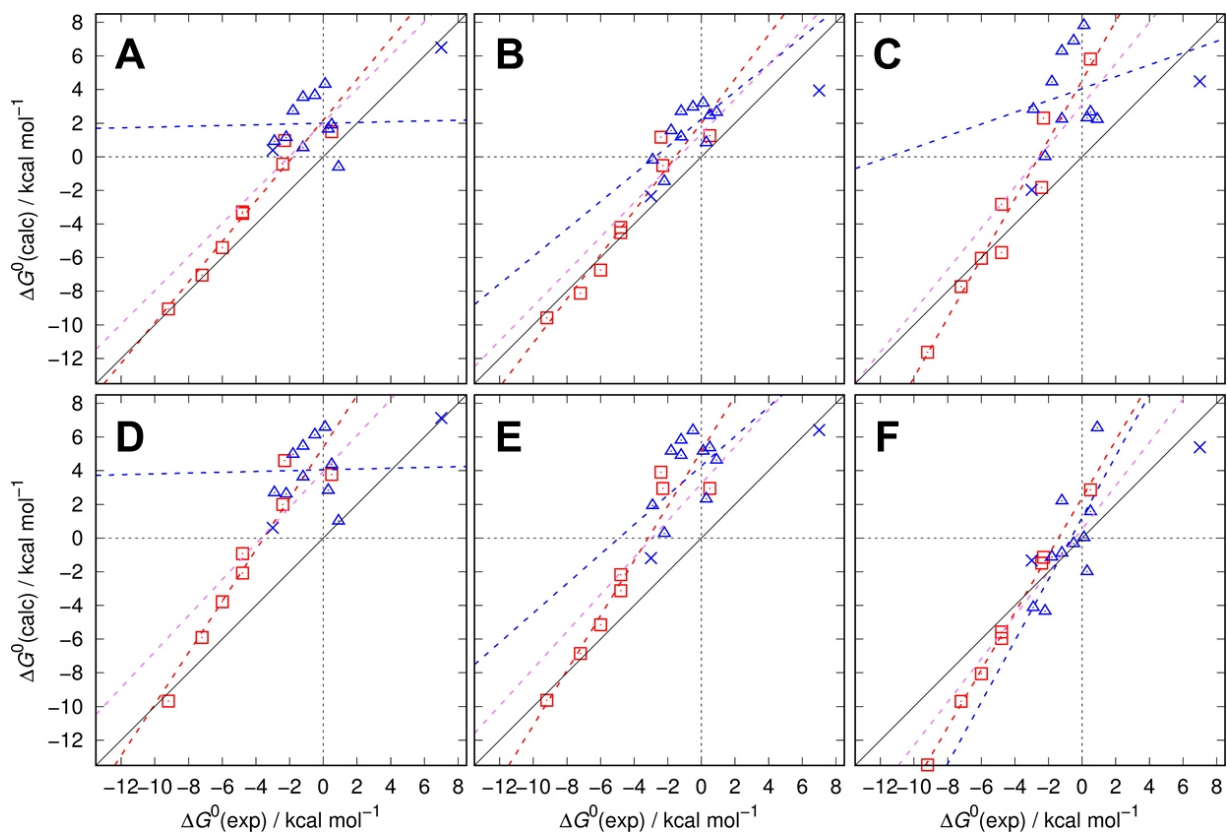 A
B
C
8
6
4
2
0
−2
−4
−6
−8
−10
−12
ΔG⁰(calc) / kcal mol⁻¹
D
E
F
8
6
4
2
0
−2
−4
−6
−8
−10
−12
ΔG⁰(calc) / kcal mol⁻¹
−12−10 −8 −6 −4 −2 0 2 4 6 8
−12−10 −8 −6 −4 −2 0 2 4 6 8
−12−10 −8 −6 −4 −2 0 2 4 6 8
ΔG⁰(exp) / kcal mol⁻¹
ΔG⁰(exp) / kcal mol⁻¹
ΔG⁰(exp) / kcal mol⁻¹